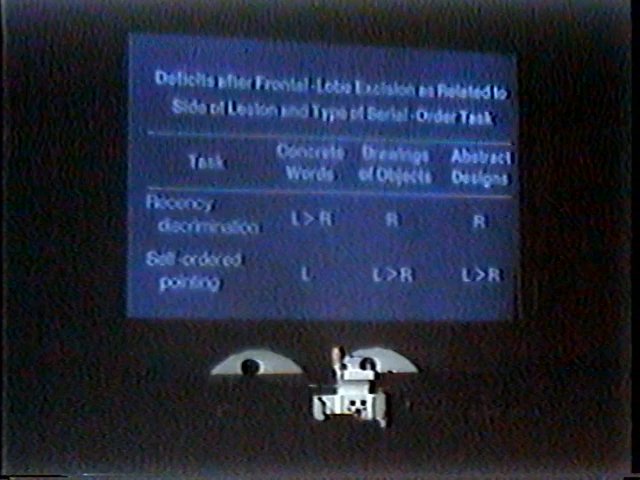 Deficits after Frontal-Lobe Excision as Related to
Side of Lesion and Type of Serial-Order Task
Task
Concrete Words
Drawings of Objects
Abstract Designs
Recency discrimination
L > R
R
R
Self-ordered pointing
L
L > R
L > R